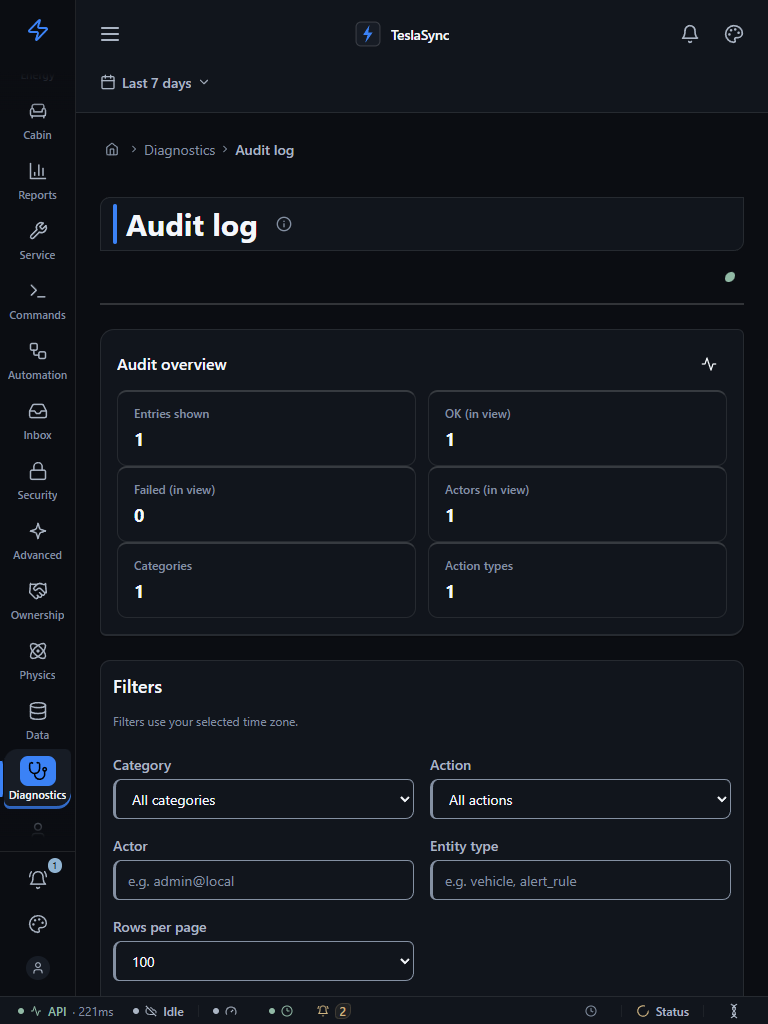 TeslaSync
Last 7 days
Energy
Cabin
Reports
Service
Commands
Automation
Inbox
Security
Advanced
Ownership
Physics
Data
Diagnostics
1
Diagnostics
Audit log
Audit log
Audit overview
Entries shown
1
OK (in view)
1
Failed (in view)
0
Actors (in view)
1
Categories
1
Action types
1
Filters
Filters use your selected time zone.
Category
Action
All categories
All actions
Actor
Entity type
e.g. admin@local
e.g. vehicle, alert_rule
Rows per page
100
API · 221ms
Idle
2
Status